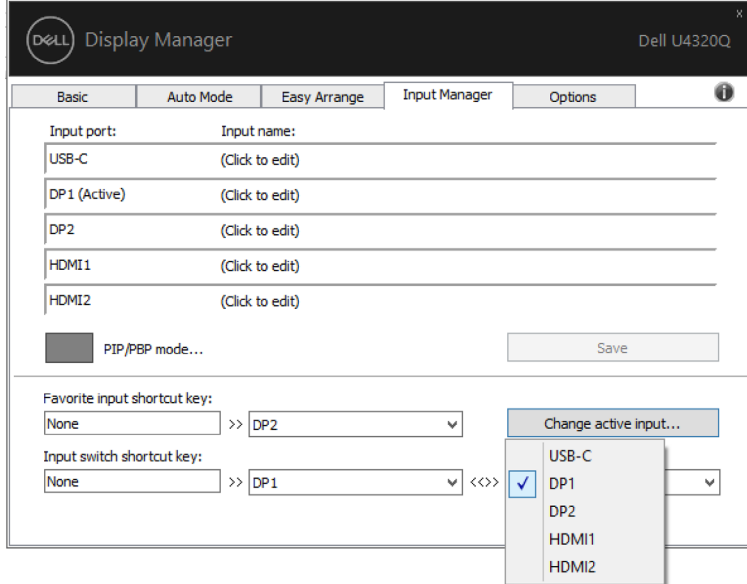 x
DELL Display Manager Dell U4320Q
Basic Auto Mode Easy Arrange Input Manager Options i
Input port: Input name:
USB-C (Click to edit)
DP1 (Active) (Click to edit)
DP2 (Click to edit)
HDMI1 (Click to edit)
HDMI2 (Click to edit)
PIP/PBP mode... Save
Favorite input shortcut key:
None >> DP2 Change active input...
Input switch shortcut key:
None >> DP1 <<>>
USB-C
DP1
DP2
HDMI1
HDMI2